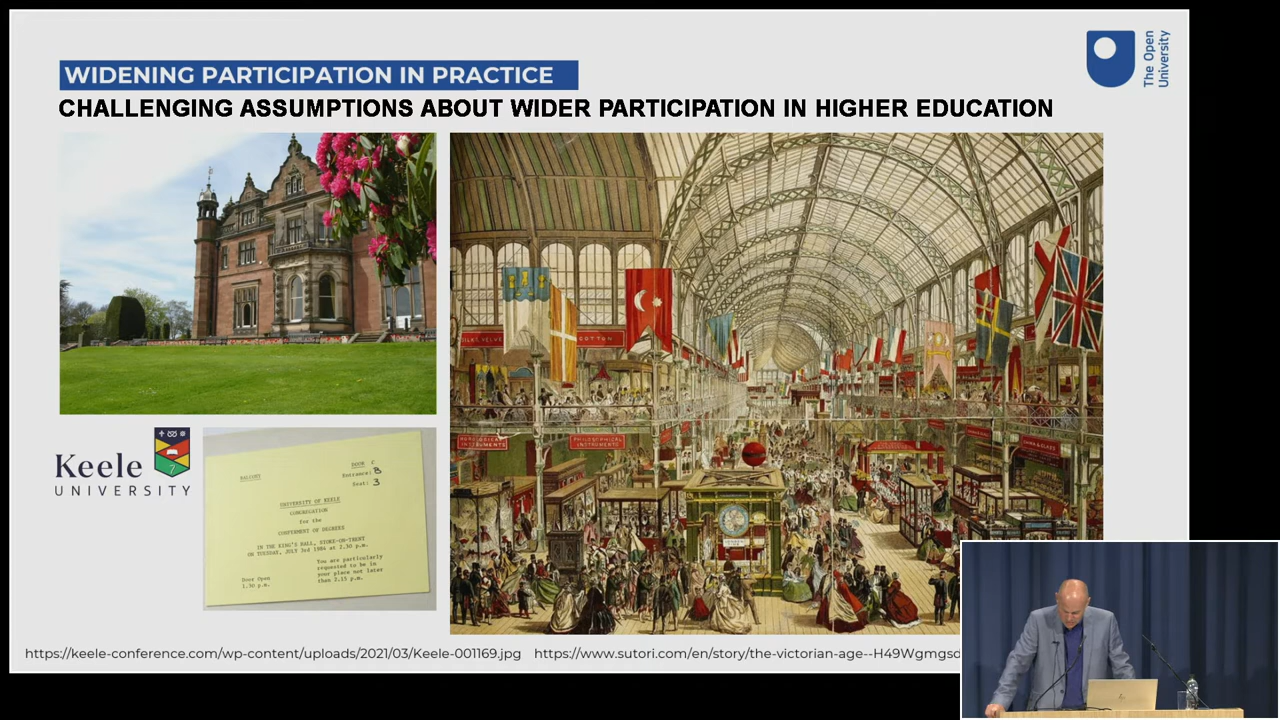 WIDENING PARTICIPATION IN PRACTICE
The Open
University
CHALLENGING ASSUMPTIONS ABOUT WIDER PARTICIPATION IN HIGHER EDUCATION
COTTON
PHILOSOPHICAL
INSTRUMENTS
Keele
UNIVERSITY
BALCONY
DOOR
Entrance: B
Seat: 3
UNIVERSITY OF KEELE
CONGREGATION
for the
CONFERMENT OF DEGREES
IN THE KING'S HALL, STOKE-ON-TRENT
ON TUESDAY, JULY 3rd 1984 at 2.30 p.m.
Door Open
1.30 p.m.
You are particularly
requested to be in
your place not later
than 2.15 p.m.
https://keele-conference.com/wp-content/uploads/2021/03/Keele-001169.jpg
https://www.sutori.com/en/story/the-victorian-age--H49Wgmgsd